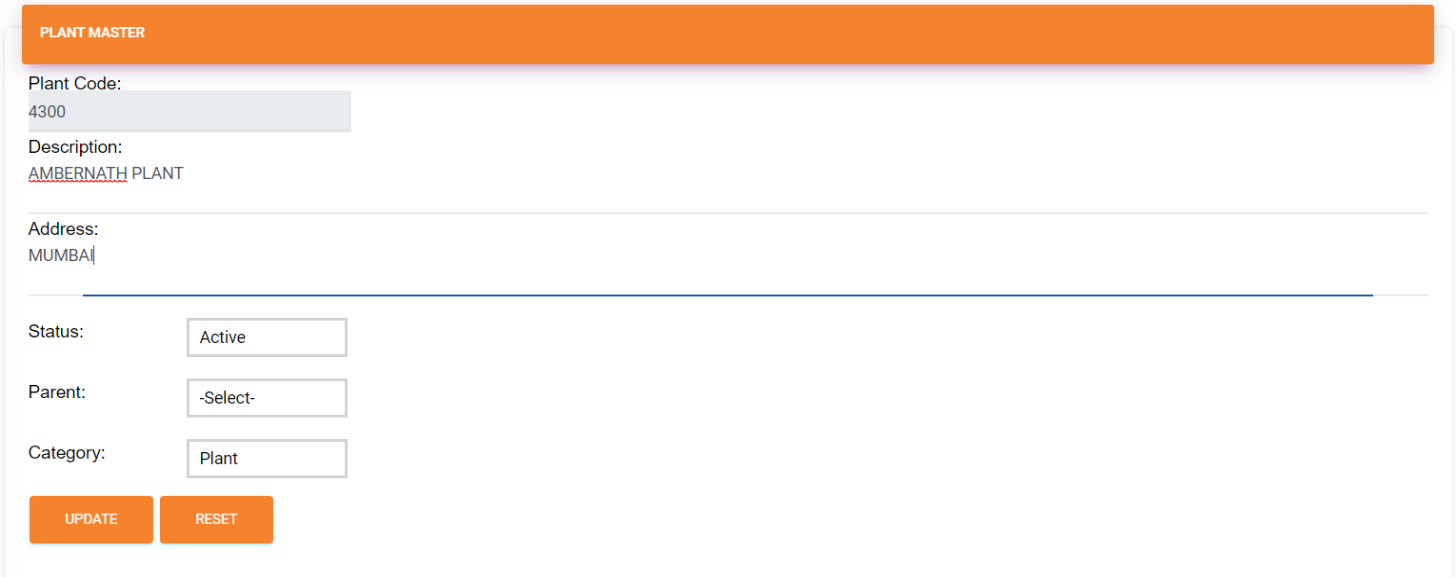 PLANT MASTER
Plant Code:
4300
Description:
AMBERNATH PLANT
Address:
MUMBAI
Status:
Active
Parent:
-Select-
Category:
Plant
UPDATE
RESET